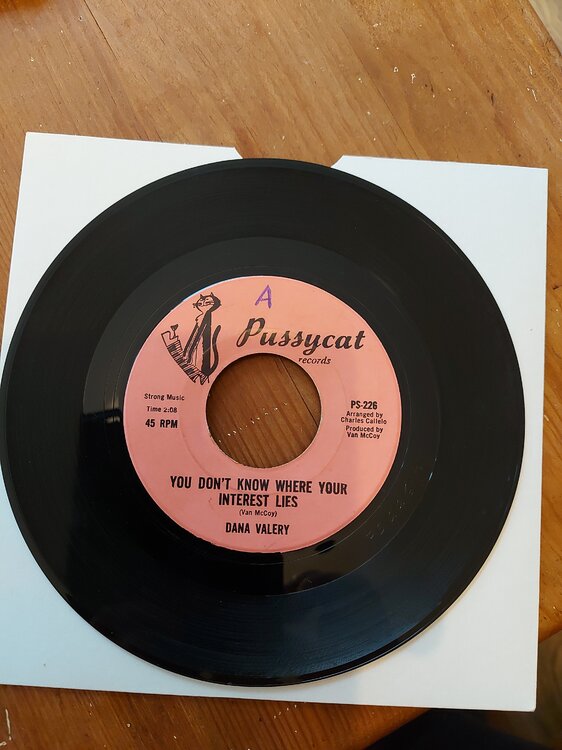 A
Pussycat
records
Strong Music
Time 2:08
45 RPM
PS-226
Arranged by
Charles Callelo
Produced by
Van McCoy
YOU DON'T KNOW WHERE YOUR
INTEREST LIES
(Van McCoy)
DANA VALERY